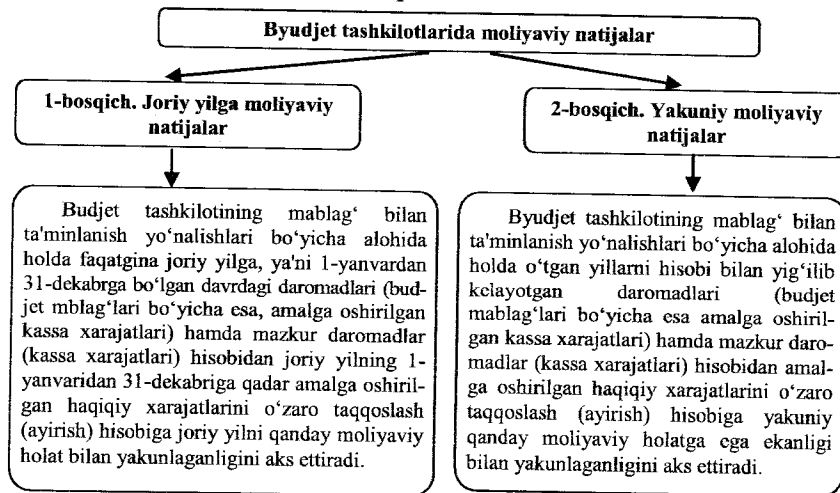 Byudjet tashkilotlarida moliyaviy natijalar
1-bosqich. Joriy yilga moliyaviy
natijalar
2-bosqich. Yakuniy moliyaviy
natijalar
Budjet tashkilotining mablag‘ bilan
ta'minlanish yo‘nalishlari bo‘yicha alohida
holda faqatgina joriy yilga, ya'ni 1-yanvardan
31-dekabrga bo‘lgan davrdagi daromadlari (bud-
jet mblag‘lari bo‘yicha esa, amalga oshirilgan
kassa xarajatlari) hamda mazkur daromadlar
(kassa xarajatlari) hisobidan joriy yilning 1-
yanvaridan 31-dekabriga qadar amalga oshiril-
gan haqiqiy xarajatlarini o‘zaro taqqoslash
(ayirish) hisobiga joriy yilni qanday moliyaviy
holat bilan yakunlaganligini aks ettiradi.
Byudjet tashkilotining mablag‘ bilan
ta'minlanish yo‘nalishlari bo‘yicha alohida
holda o‘tgan yillarni hisobi bilan yig‘ilib
kelayotgan daromadlari (budjet
mablag‘lari bo‘yicha esa amalga oshiril-
gan kassa xarajatlari) hamda mazkur daro-
madlar (kassa xarajatlari) hisobidan amal-
ga oshirilgan haqiqiy xarajatlarini o‘zaro
taqqoslash (ayirish) hisobiga yakuniy
qanday moliyaviy holatga ega ekanligi
bilan yakunlaganligini aks ettiradi.